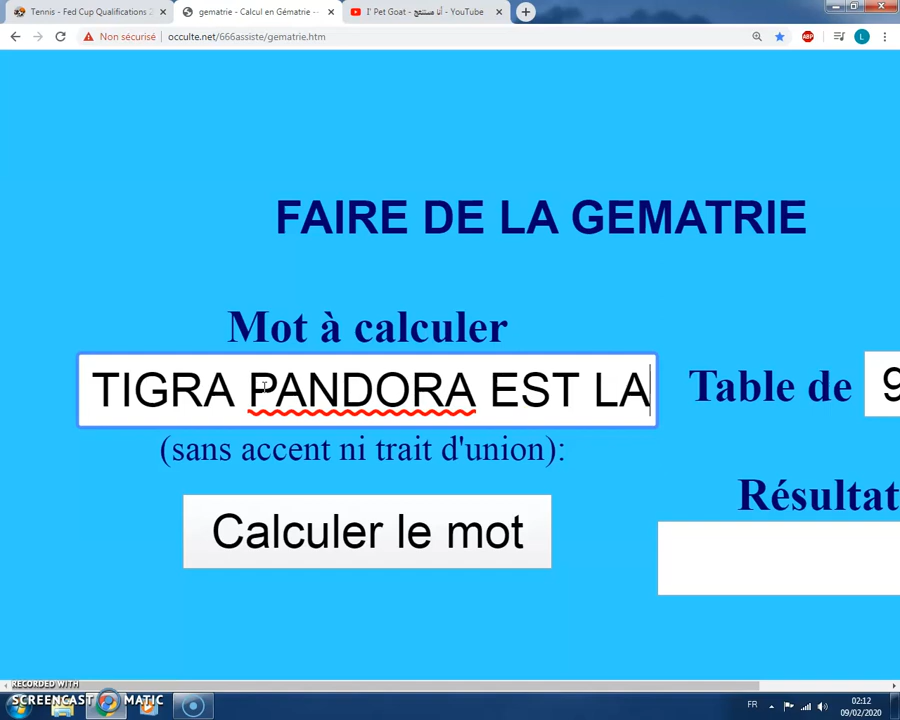 Tennis - Fed Cup Qualifications 2
gematrie - Calcul en Gématrie --
I' Pet Goat - أنا مستنقع - YouTube
Non sécurisé
occulte.net/666assiste/gematrie.htm
ABP
L
FAIRE DE LA GEMATRIE
Mot à calculer
TIGRA PANDORA EST LA
Table de 9
(sans accent ni trait d'union):
Calculer le mot
Résultat
RECORDED WITH
SCREENCAST MATIC
FR
02:12
09/02/2020